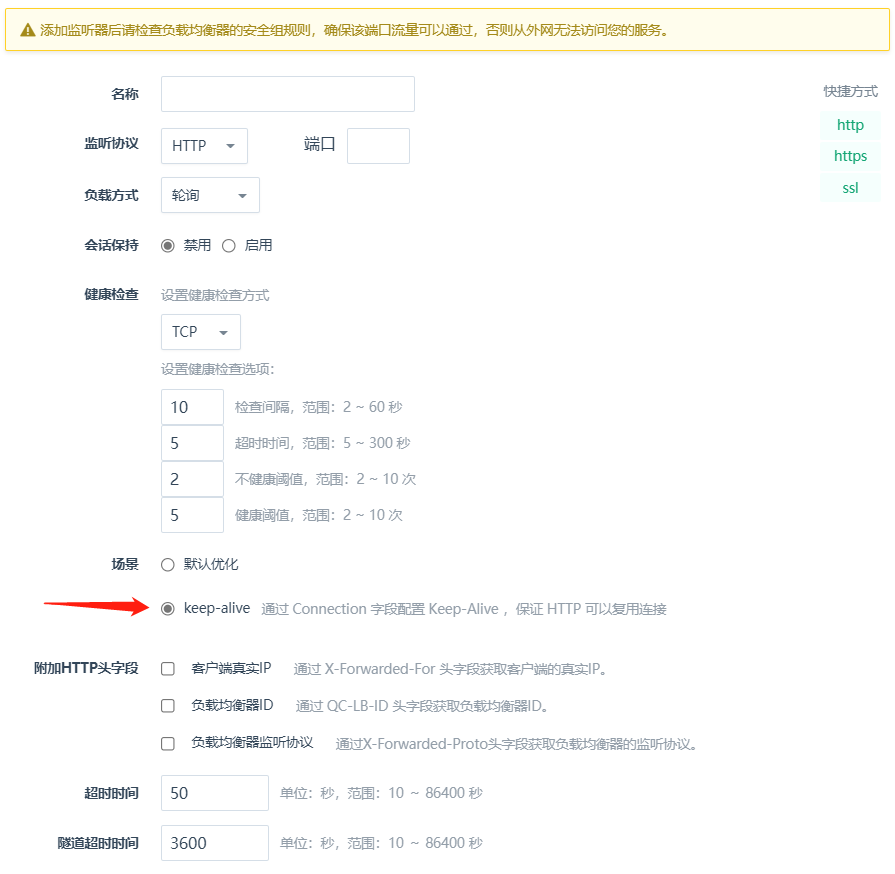 添加监听器后请检查负载均衡器的安全组规则，确保该端口流量可以通过，否则从外网无法访问您的服务。
名称
快捷方式
http
https
ssl
监听协议 HTTP 端口
负载方式 轮询
会话保持 禁用 启用
健康检查 设置健康检查方式
TCP
设置健康检查选项：
10 检查间隔，范围：2 ~ 60 秒
5 超时时间，范围：5 ~ 300 秒
2 不健康阈值，范围：2 ~ 10 次
5 健康阈值，范围：2 ~ 10 次
场景 默认优化
keep-alive 通过 Connection 字段配置 Keep-Alive ，保证 HTTP 可以复用连接
附加HTTP头字段 客户端真实IP 通过 X-Forwarded-For 头字段获取客户端的真实IP。
负载均衡器ID 通过 QC-LB-ID 头字段获取负载均衡器ID。
负载均衡器监听协议 通过X-Forwarded-Proto头字段获取负载均衡器的监听协议。
超时时间 50 单位：秒，范围：10 ~ 86400 秒
隧道超时时间 3600 单位：秒，范围：10 ~ 86400 秒